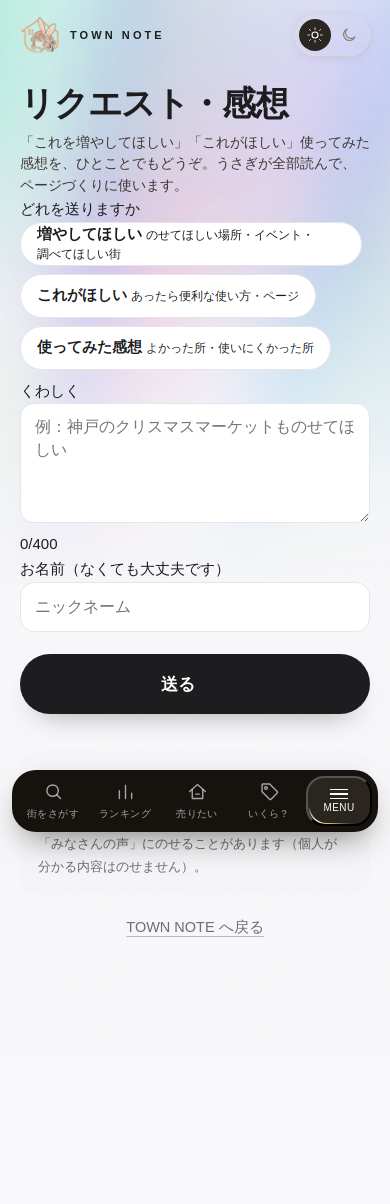 TOWN NOTE
リクエスト・感想
「これを増やしてほしい」「これがほしい」使ってみた
感想を、ひとことでもどうぞ。うさぎが全部読んで、
ページづくりに使います。
どれを送りますか
増やしてほしい のせてほしい場所・イベント・
調べてほしい街
これがほしい あったら便利な使い方・ページ
使ってみた感想 よかった所・使いにくかった所
くわしく
例：神戸のクリスマスマーケットものせてほ
しい
0/400
お名前（なくても大丈夫です）
ニックネーム
送る
街をさがす ランキング 売りたい いくら？ MENU
「みなさんの声」にのせることがあります（個人が
分かる内容はのせません）。
TOWN NOTE へ戻る